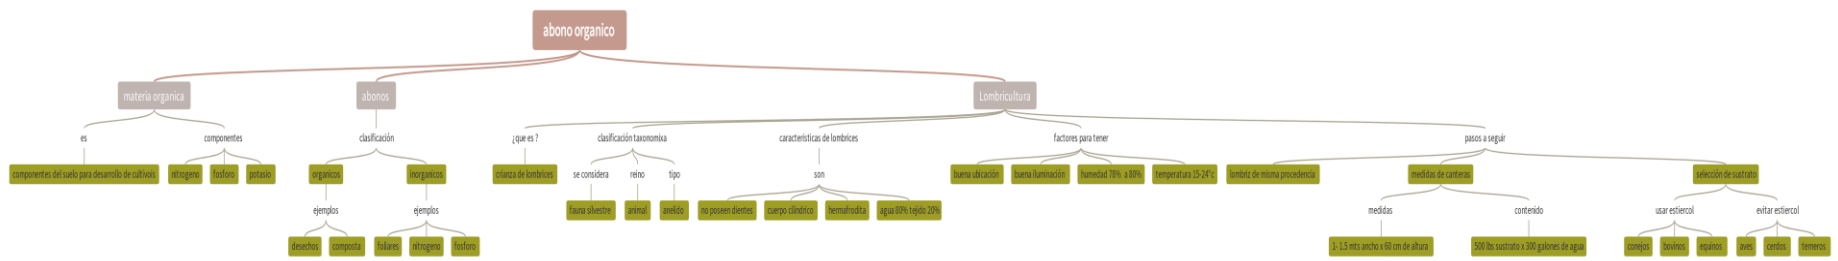 abono organico
materia organica
abonos
Lombricultura
es
componentes
clasificación
¿que es ?
clasificación taxonomixa
caracteristicas de lombrices
factores para tener
pasos a seguir
componentes del suelo para desarrollo de cultivois
nitrogeno
fosforo
potasio
organicos
inorganicos
crianza de lombrices
se considera
reino
tipo
son
buena ubicación
buena iluminación
humedad 70% a 80%
temperatura 15-24°c
lombriz de misma procedencia
medidas de canteras
selección de sustrato
ejemplos
ejemplos
fauna silvestre
animal
anelido
no poseen dientes
cuerpo cilindrico
hermafrodita
agua 80% tejido 20%
medidas
contenido
usar estiercol
evitar estiercol
desechos
composta
foliares
nitrogeno
fosforo
1- 1.5 mts ancho x 60 cm de altura
500 lbs sustrato x 300 galones de agua
conejos
bovinos
equinos
aves
cerdos
terneros